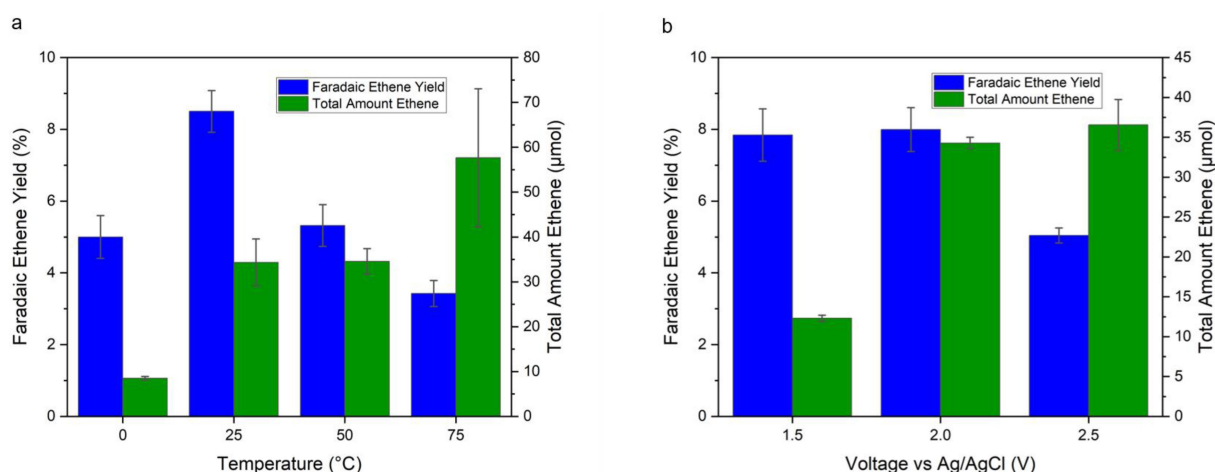 a
Faradaic Ethene Yield (%)
10
8
6
4
2
0
Faradaic Ethene Yield
Total Amount Ethene
80
70
60
50
40
30
20
10
0
Total Amount Ethene (μmol)
0 25 50 75
Temperature (°C)
b
Faradaic Ethene Yield (%)
10
8
6
4
2
0
Faradaic Ethene Yield
Total Amount Ethene
45
40
35
30
25
20
15
10
5
0
Total Amount Ethene (μmol)
1.5 2.0 2.5
Voltage vs Ag/AgCl (V)